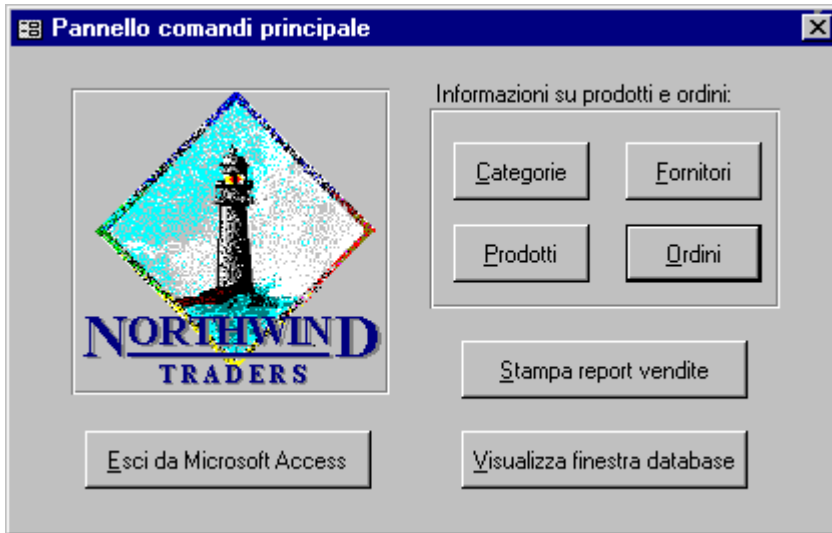 Pannello comandi principale
Informazioni su prodotti e ordini:
Categorie
Fornitori
Prodotti
Ordini
NORTHWIND
TRADERS
Stampa report vendite
Esci da Microsoft Access
Visualizza finestra database